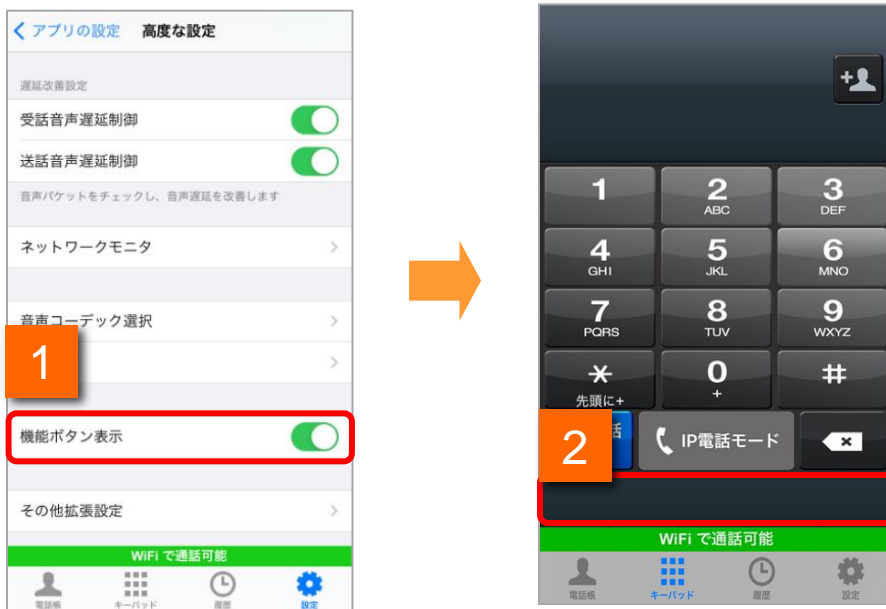 アプリの設定 高度な設定
遅延改善設定
受話音声遅延制御
送話音声遅延制御
音声パケットをチェックし、音声遅延を改善します
ネットワークモニタ
音声コーデック選択
1
機能ボタン表示
その他拡張設定
WiFi で通話可能
電話帳 キーパッド 履歴 設定
1 2 3
ABC DEF
4 5 6
GHI JKL MNO
7 8 9
PQRS TUV WXYZ
* 0 #
先頭に+ +
2 話 IP電話モード
WiFi で通話可能
電話帳 キーパッド 履歴 設定